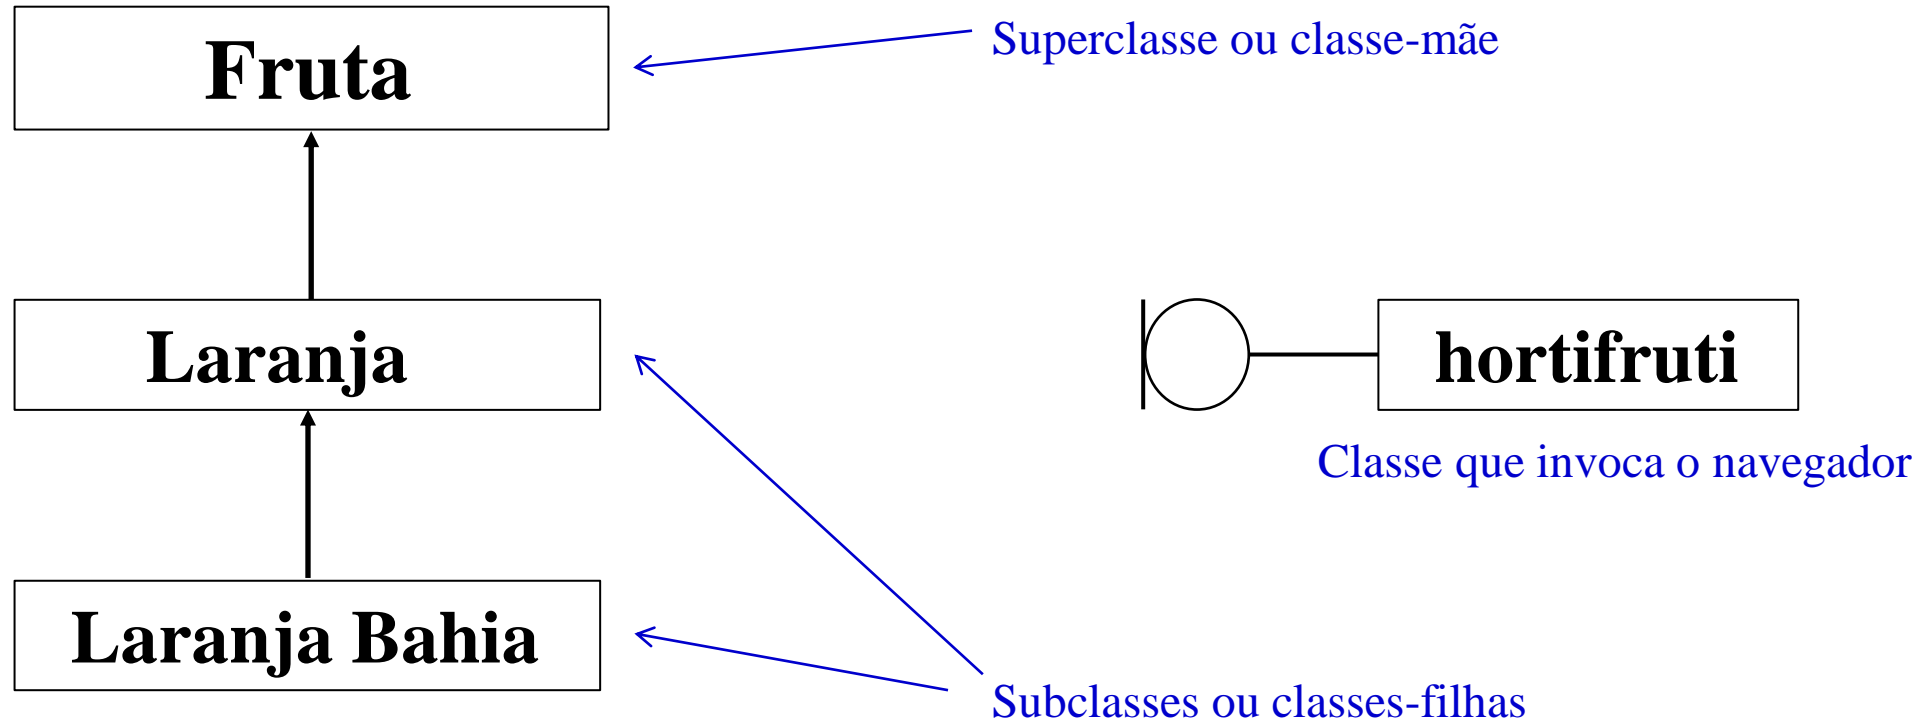 Fruta
Superclasse ou classe-mãe
Laranja
hortifruti
Classe que invoca o navegador
Laranja Bahia
Subclasses ou classes-filhas